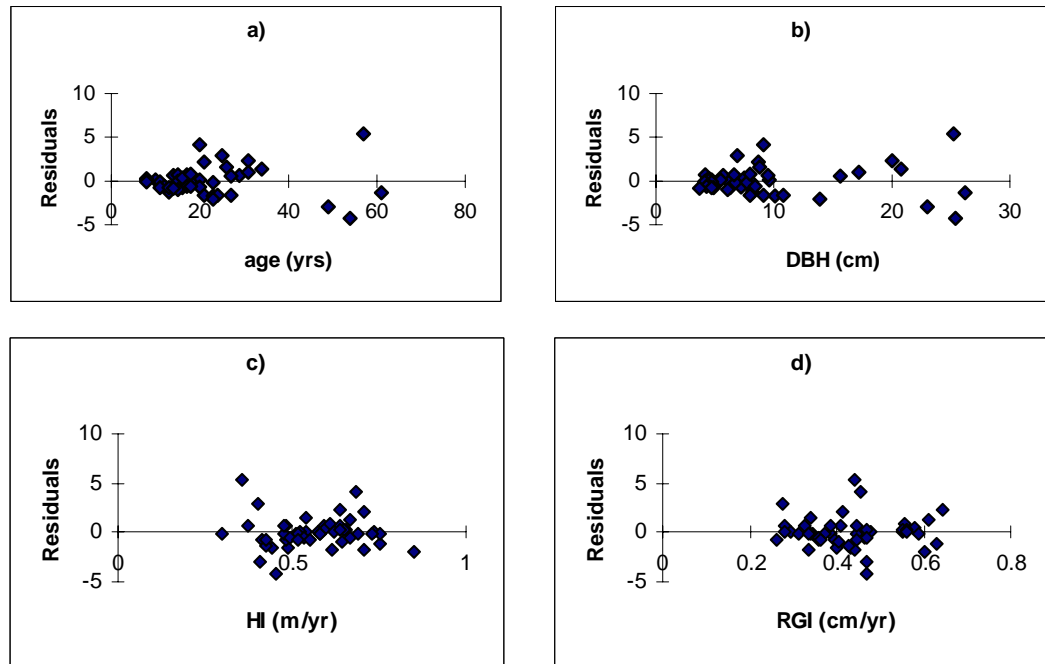 a)
10
5
0
-5
Residuals
0 20 40 60 80
age (yrs)
b)
10
5
0
-5
Residuals
0 10 20 30
DBH (cm)
c)
10
5
0
-5
Residuals
0 0.5 1
HI (m/yr)
d)
10
5
0
-5
Residuals
0 0.2 0.4 0.6 0.8
RGI (cm/yr)